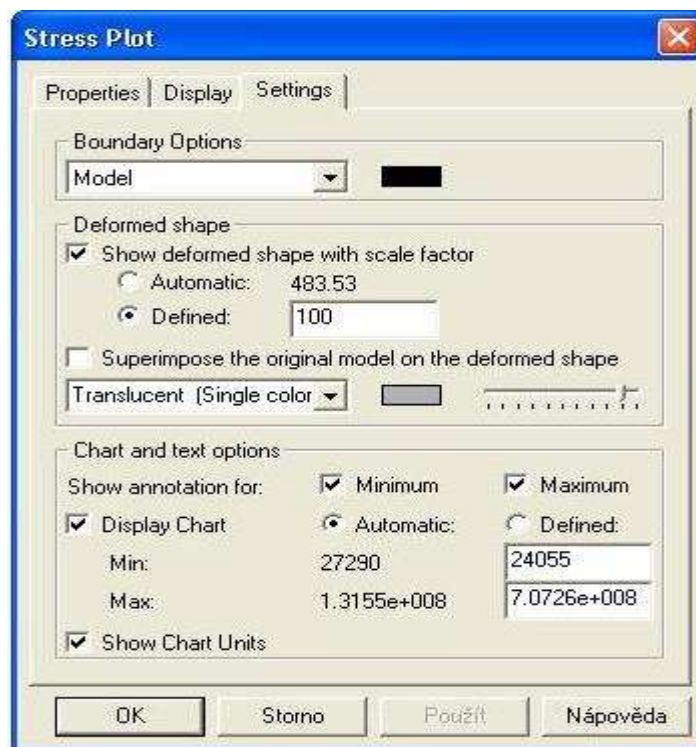 Stress Plot
Properties Display Settings
Boundary Options
Model
Deformed shape
Show deformed shape with scale factor
Automatic: 483.53
Defined: 100
Superimpose the original model on the deformed shape
Translucent (Single color
Chart and text options
Show annotation for: Minimum Maximum
Display Chart Automatic: Defined:
Min: 27290 24055
Max: 1.3155e+008 7.0726e+008
Show Chart Units
OK Storno Použít Nápověda